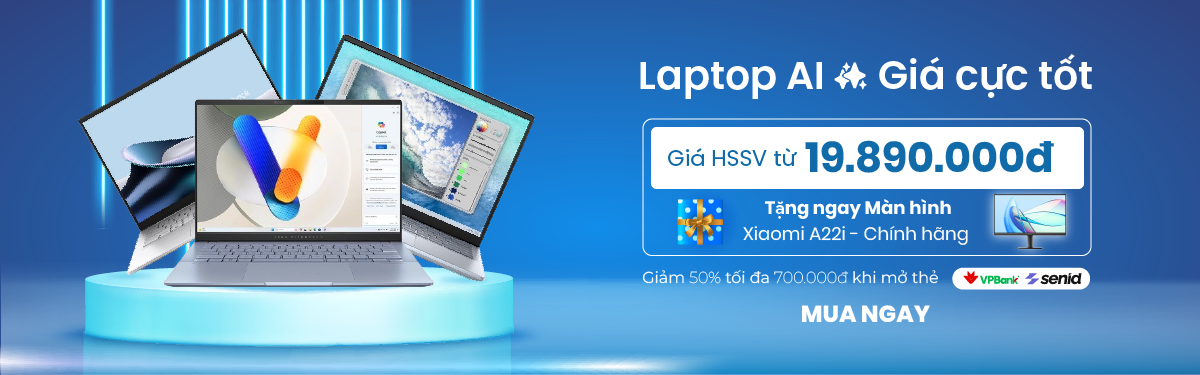 Laptop AI Giá cực tốt
Giá HSSV từ 19.890.000đ
Tặng ngay Màn hình
Xiaomi A22i - Chính hãng
Giảm 50% tối đa 700.000đ khi mở thẻ VPBank senid
MUA NGAY